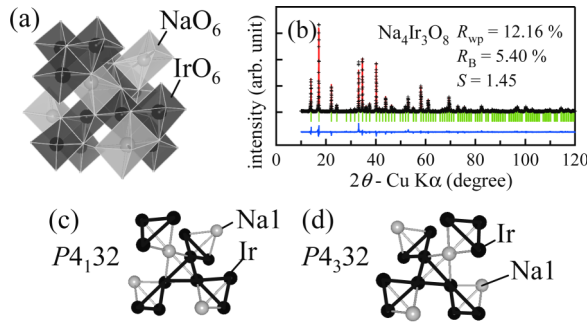 (a)
NaO6
IrO6
(b)
Na4Ir3O8
Rwp = 12.16 %
RB = 5.40 %
S = 1.45
intensity (arb. unit)
20 40 60 80 100 120
2θ - Cu Kα (degree)
(c)
P4132
Na1
Ir
(d)
P4332
Ir
Na1